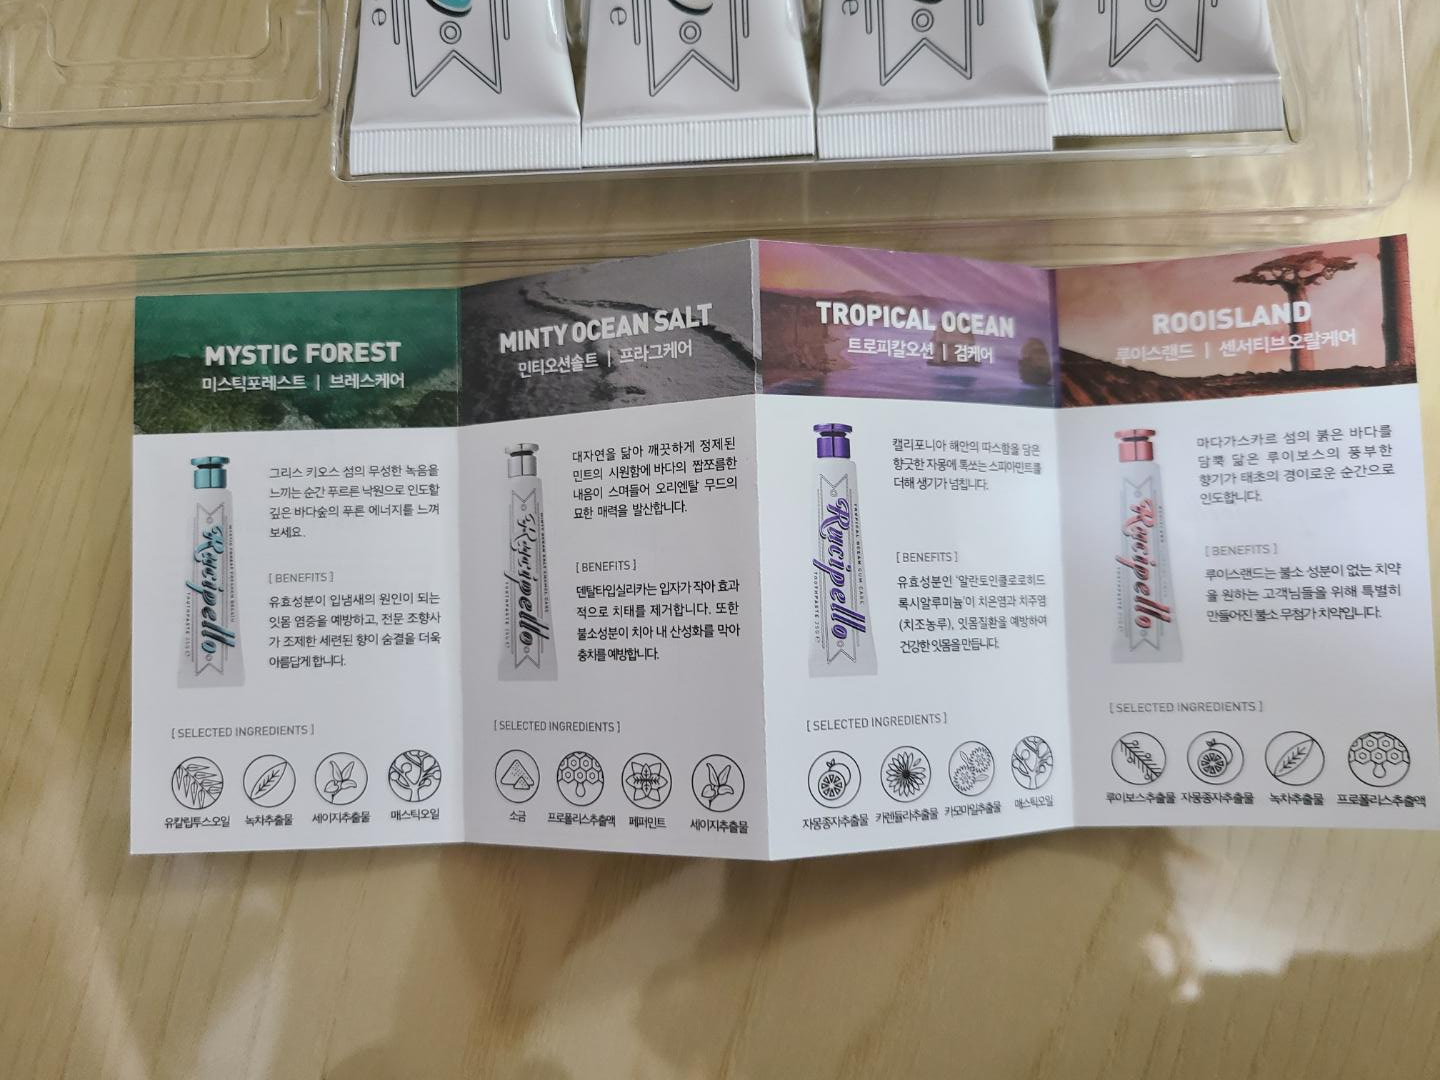 e
e
e
MYSTIC FOREST
미스틱포레스트 | 브레스케어
그리스 키오스 섬의 무성한 녹음을
느끼는 순간 푸르른 낙원으로 인도할
깊은 바다숲의 푸른 에너지를 느껴
보세요.
[ BENEFITS ]
유효성분이 입냄새의 원인이 되는
잇몸 염증을 예방하고, 전문 조향사
가 조제한 세련된 향이 숨결을 더욱
아름답게 합니다.
Rucipello
TOOTHPASTE
[ SELECTED INGREDIENTS ]
유칼립투스오일
녹차추출물
세이지추출물
매스틱오일
MINTY OCEAN SALT
민티오션솔트 | 프라그케어
대자연을 닮아 깨끗하게 정제된
민트의 시원함에 바다의 짭쪼름한
내음이 스며들어 오리엔탈 무드의
묘한 매력을 발산합니다.
[ BENEFITS ]
덴탈타입실리카는 입자가 작아 효과
적으로 치태를 제거합니다. 또한
불소성분이 치아 내 산성화를 막아
충치를 예방합니다.
Rucipello
TOOTHPASTE
[ SELECTED INGREDIENTS ]
소금
프로폴리스추출액
페퍼민트
세이지추출물
TROPICAL OCEAN
트로피칼오션 | 검케어
캘리포니아 해안의 따스함을 담은
향긋한 자몽에 톡쏘는 스피아민트를
더해 생기가 넘칩니다.
[ BENEFITS ]
유효성분인 '알란토인클로로히드
록시알루미늄'이 치은염과 치주염
(치조농루), 잇몸질환을 예방하여
건강한 잇몸을 만듭니다.
Rucipello
TROPICAL OCEAN GUM CARE
TOOTHPASTE
[ SELECTED INGREDIENTS ]
자몽종자추출물
카렌듈라추출물
카모마일추출물
매스틱오일
ROOISLAND
루이스랜드 | 센서티브오랄케어
마다가스카르 섬의 붉은 바다를
담뿍 닮은 루이보스의 풍부한
향기가 태초의 경이로운 순간으로
인도합니다.
[ BENEFITS ]
루이스랜드는 불소 성분이 없는 치약
을 원하는 고객님들을 위해 특별히
만들어진 불소 무첨가 치약입니다.
Rucipello
TOOTHPASTE
[ SELECTED INGREDIENTS ]
루이보스추출물
자몽종자추출물
녹차추출물
프로폴리스추출액